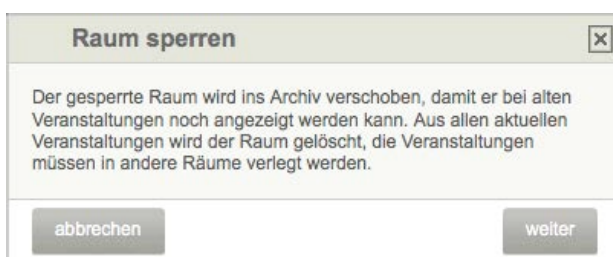 Raum sperren
Der gesperrte Raum wird ins Archiv verschoben, damit er bei alten
Veranstaltungen noch angezeigt werden kann. Aus allen aktuellen
Veranstaltungen wird der Raum gelöscht, die Veranstaltungen
müssen in andere Räume verlegt werden.
abbrechen
weiter